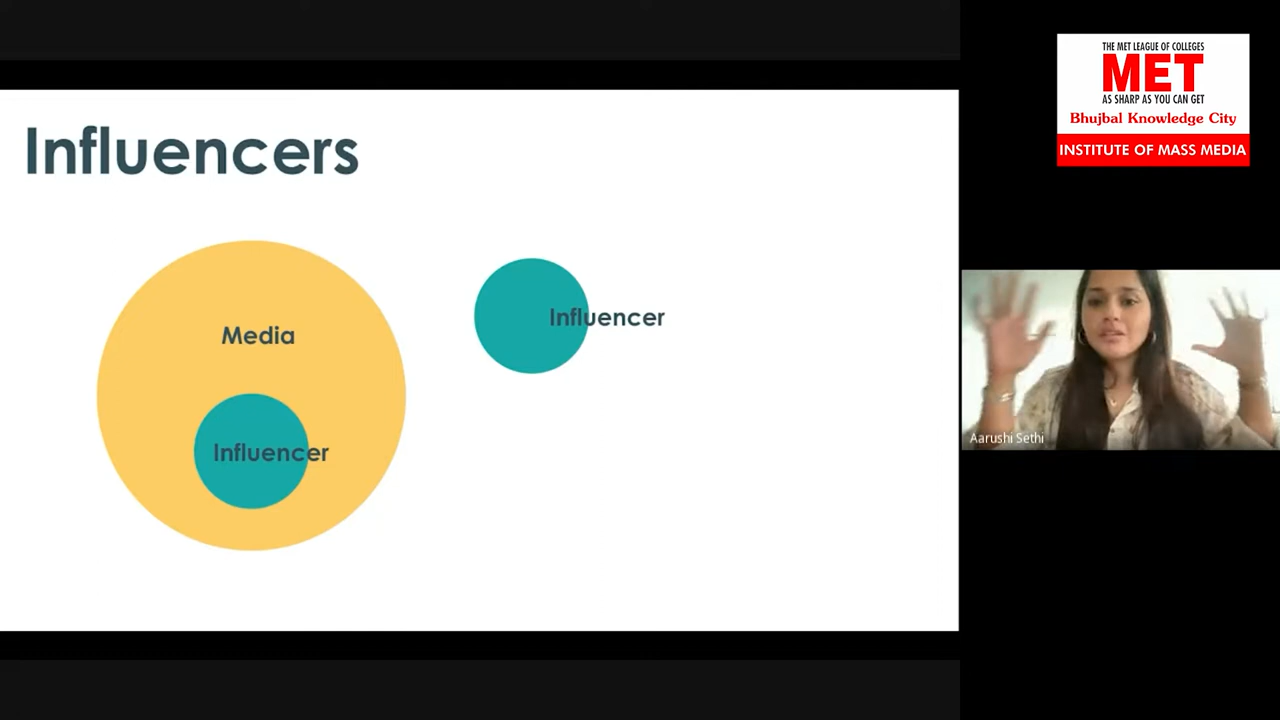 Influencers
Media
Influencer
Influencer
THE MET LEAGUE OF COLLEGES
MET
AS SHARP AS YOU CAN GET
Bhujbal Knowledge City
INSTITUTE OF MASS MEDIA
Aarushi Sethi